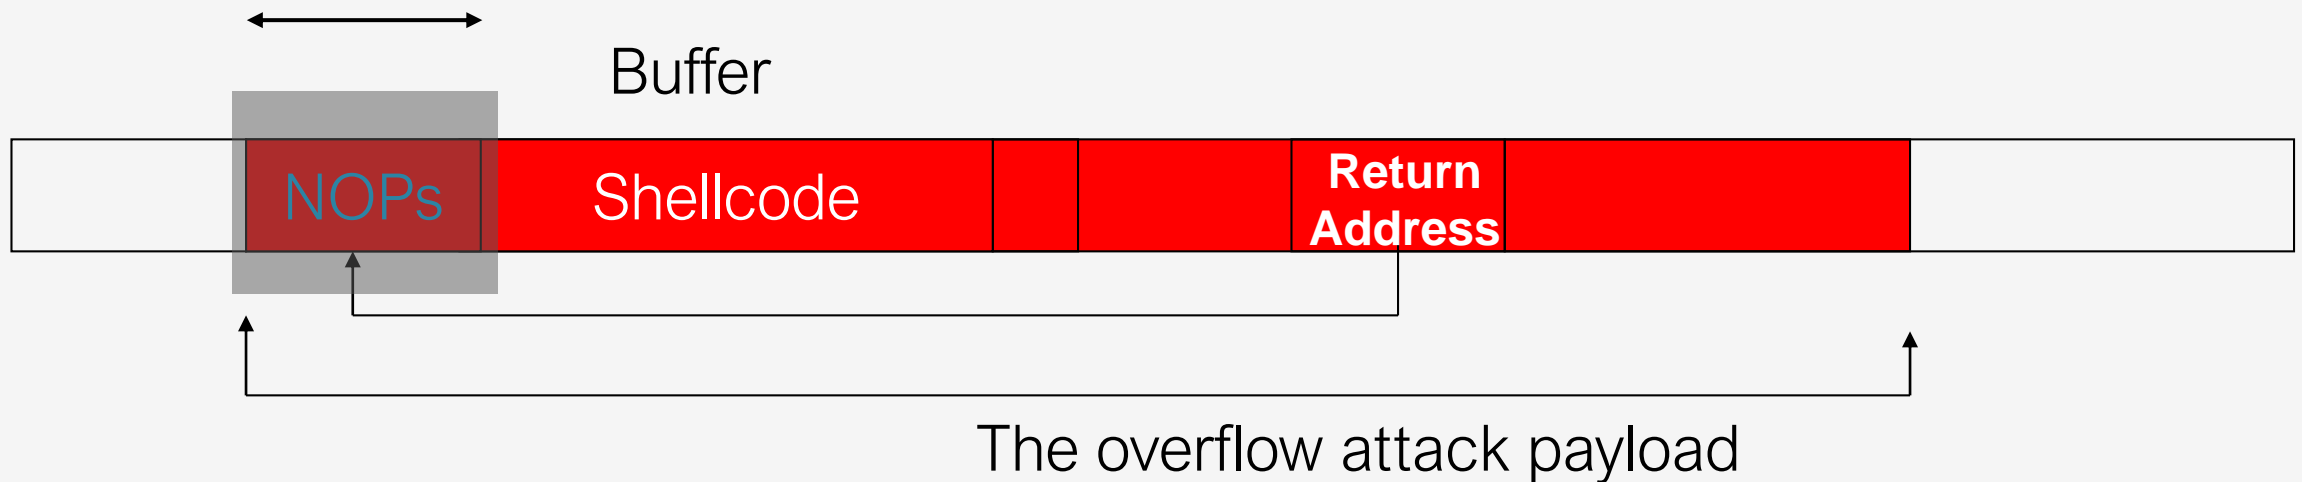 Buffer
NOPs
Shellcode
Return
Address
The overflow attack payload